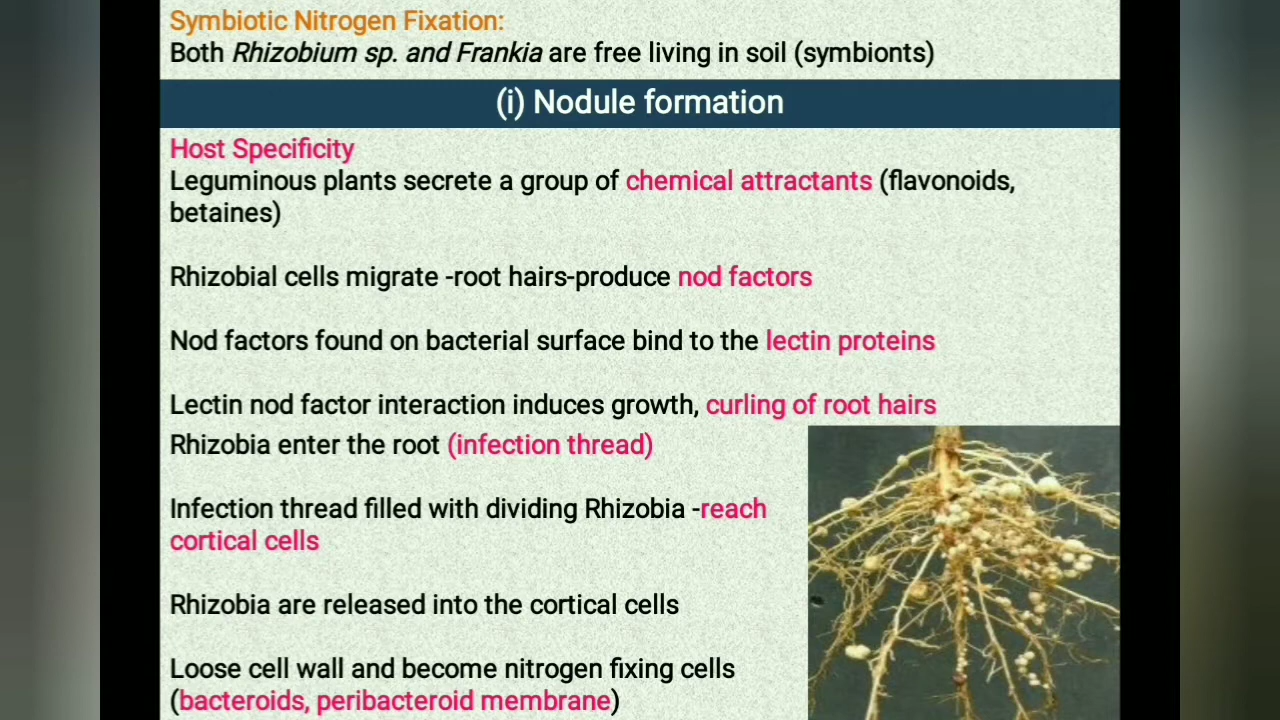 Symbiotic Nitrogen Fixation:
Both Rhizobium sp. and Frankia are free living in soil (symbionts)
(i) Nodule formation
Host Specificity
Leguminous plants secrete a group of chemical attractants (flavonoids,
betaines)
Rhizobial cells migrate -root hairs-produce nod factors
Nod factors found on bacterial surface bind to the lectin proteins
Lectin nod factor interaction induces growth, curling of root hairs
Rhizobia enter the root (infection thread)
Infection thread filled with dividing Rhizobia -reach
cortical cells
Rhizobia are released into the cortical cells
Loose cell wall and become nitrogen fixing cells
(bacteroids, peribacteroid membrane)